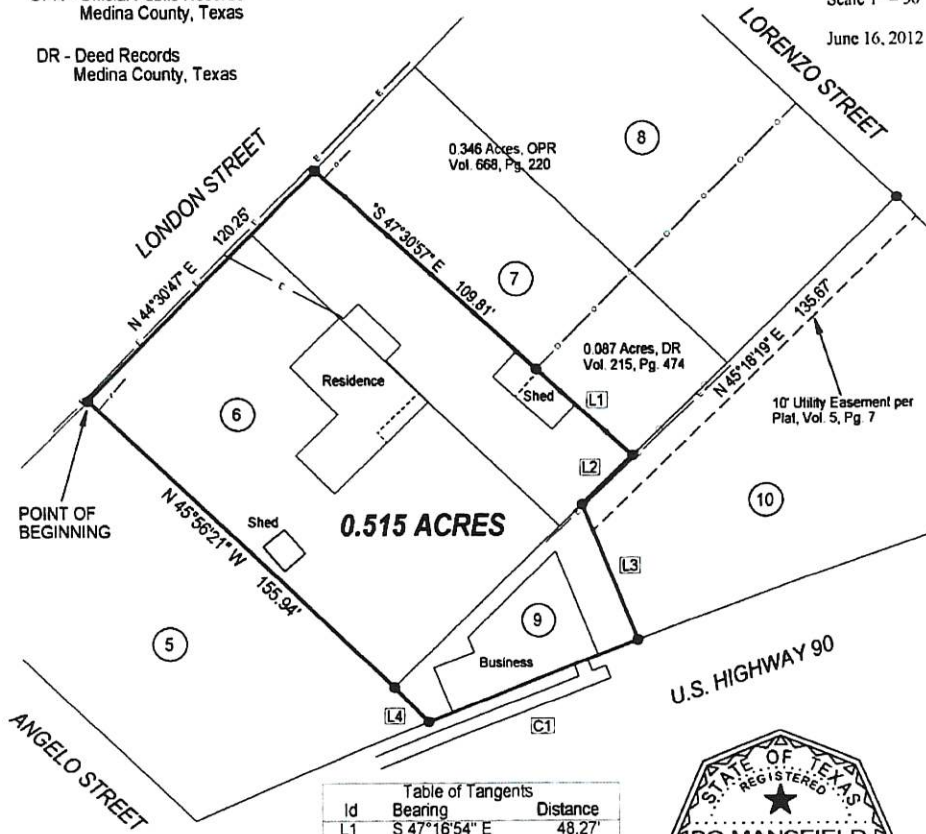 Medina County, Texas
DR - Deed Records
Medina County, Texas
June 16, 2012
LORENZO STREET
LONDON STREET
8
0.346 Acres, OPR
Vol. 668, Pg. 220
N 44°30'47" E 120.25'
*S 47°30'57" E 109.81'
7
0.087 Acres, DR
Vol. 215, Pg. 474
N 45°18'19" E 135.67'
10' Utility Easement per
Plat, Vol. 5, Pg. 7
Residence
Shed
L1
6
L2
POINT OF
BEGINNING
N 45°56'21" W 155.94'
Shed
0.515 ACRES
10
L3
9
5
Business
U.S. HIGHWAY 90
L4
C1
ANGELO STREET
Table of Tangents
Id Bearing Distance
L1 S 47°16'54" E 48.27'
STATE OF TEXAS
REGISTERED